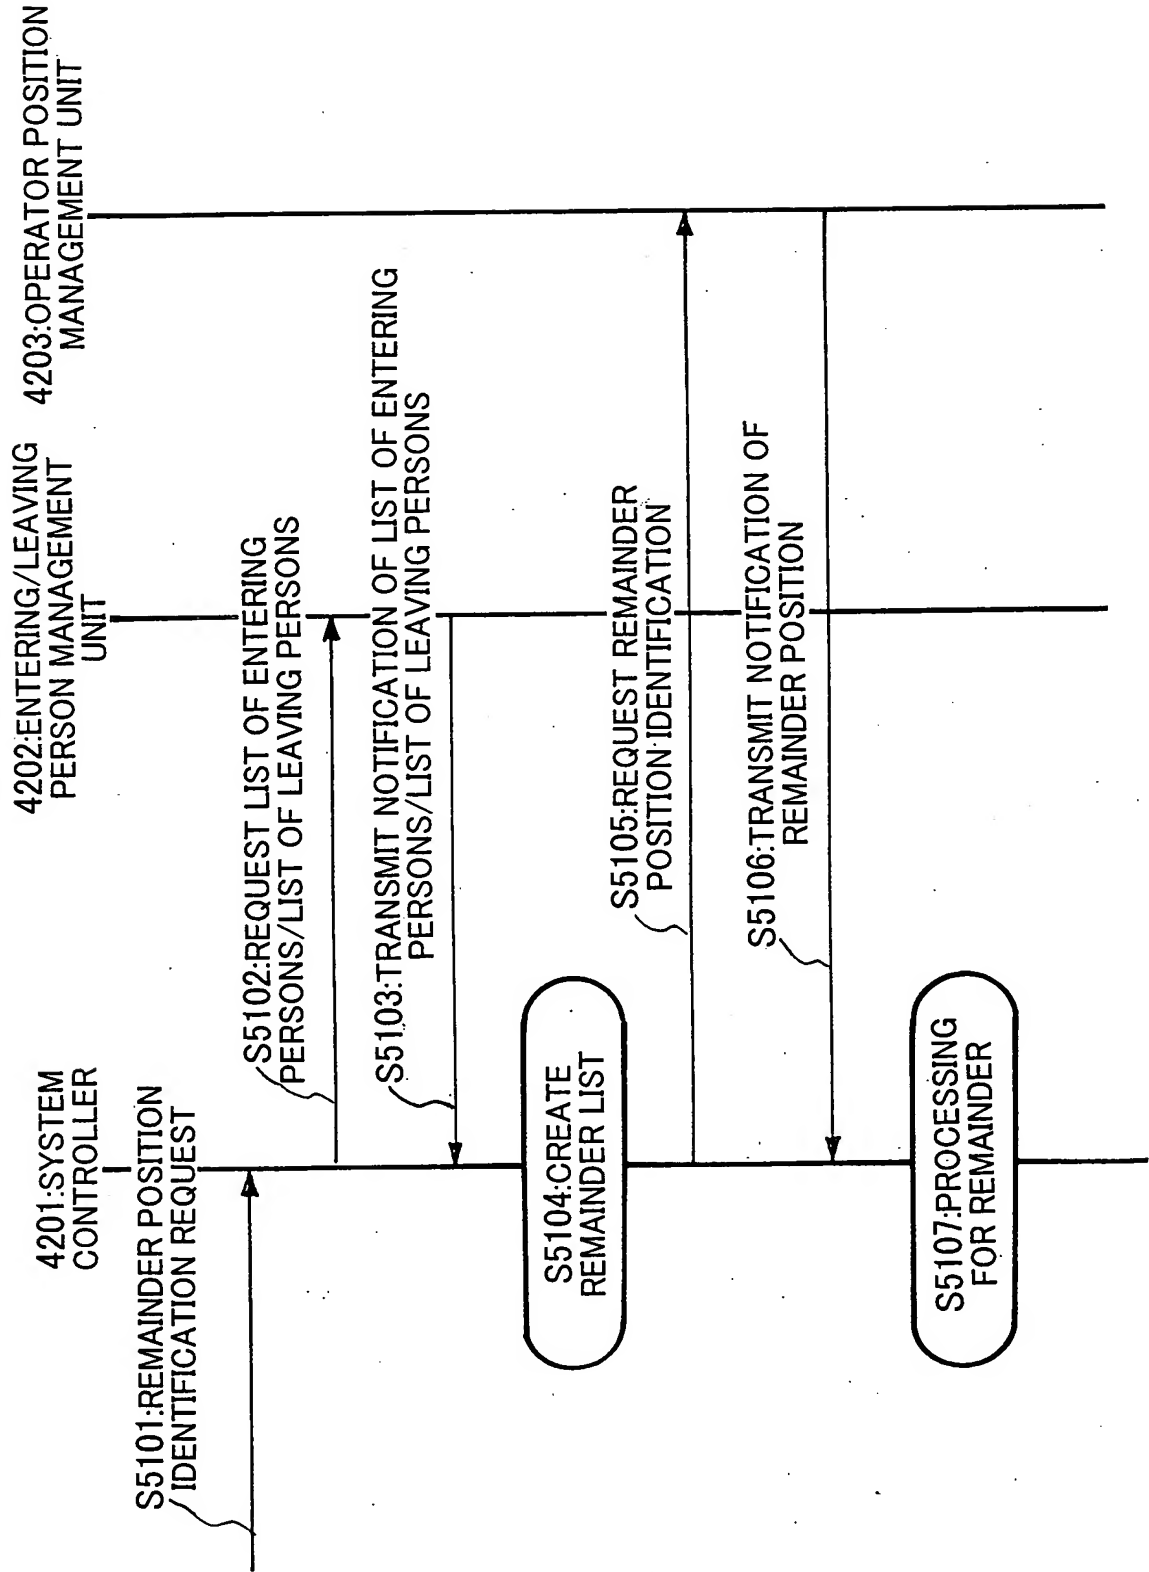 4201:SYSTEM
CONTROLLER
4202:ENTERING/LEAVING
PERSON MANAGEMENT
UNIT
4203:OPERATOR POSITION
MANAGEMENT UNIT
S5101:REMAINDER POSITION
IDENTIFICATION REQUEST
S5102:REQUEST LIST OF ENTERING
PERSONS/LIST OF LEAVING PERSONS
S5103:TRANSMIT NOTIFICATION OF LIST OF ENTERING
PERSONS/LIST OF LEAVING PERSONS
S5104:CREATE
REMAINDER LIST
S5105:REQUEST REMAINDER
POSITION IDENTIFICATION
S5106:TRANSMIT NOTIFICATION OF
REMAINDER POSITION
S5107:PROCESSING
FOR REMAINDER